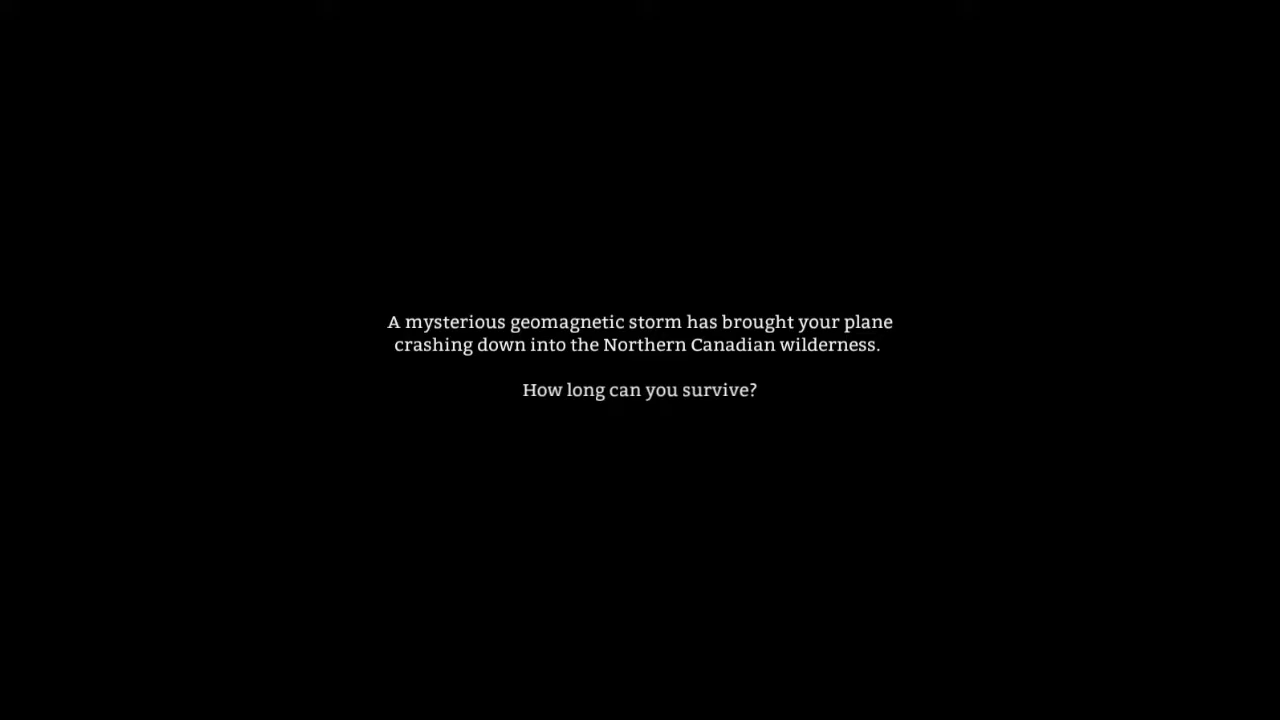 A mysterious geomagnetic storm has brought your plane
crashing down into the Northern Canadian wilderness.
How long can you survive?